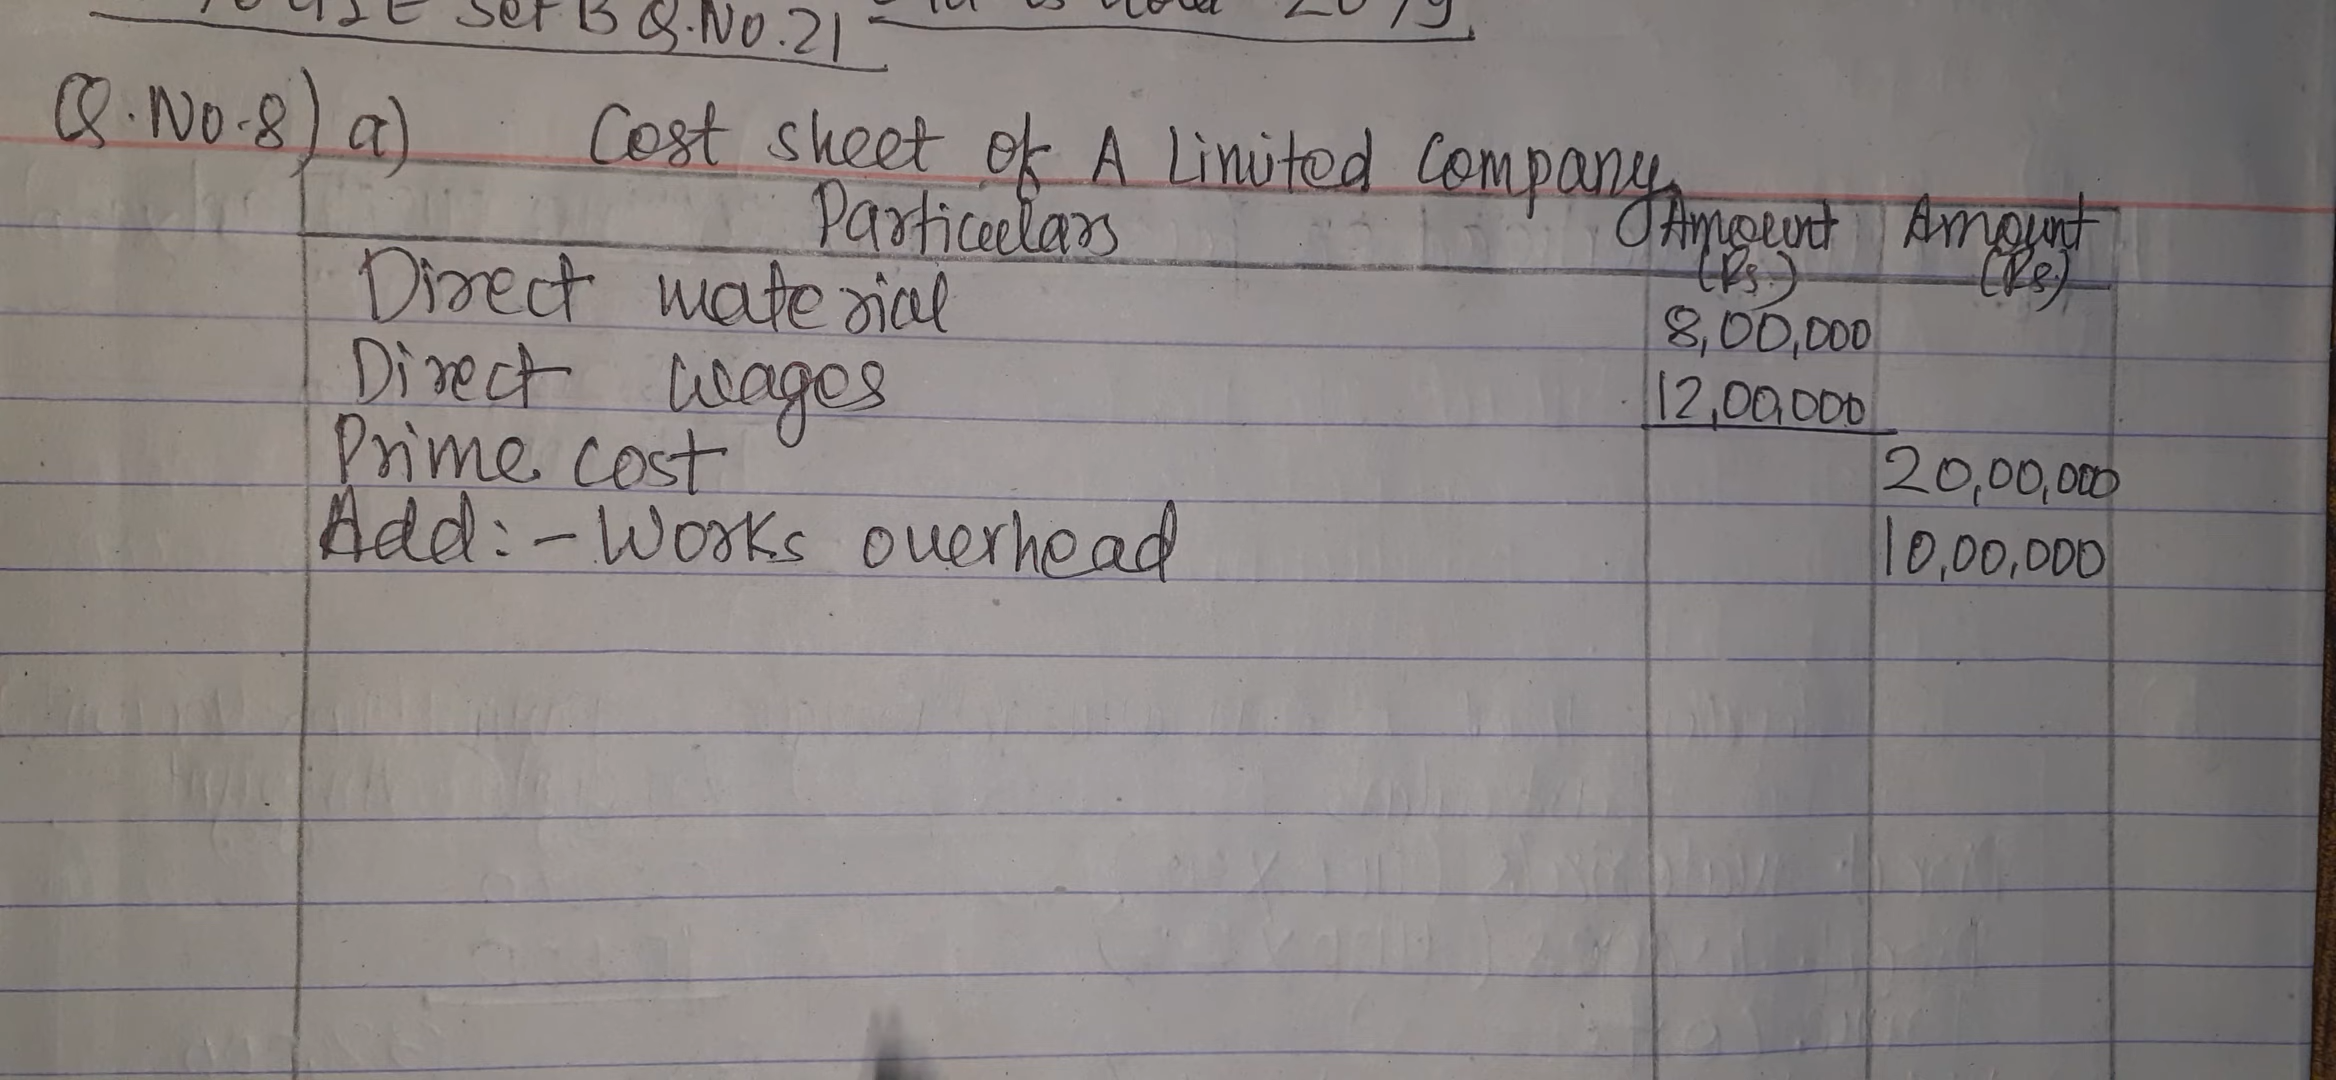 Set B Q.No.21
Q.No-8) a) Cost sheet of A Limited Company
Particulars Amount (Rs.) Amount (Rs)
Direct material 8,00,000
Direct wages 12,00,000
Prime cost 20,00,000
Add:- Works overhead 10,00,000